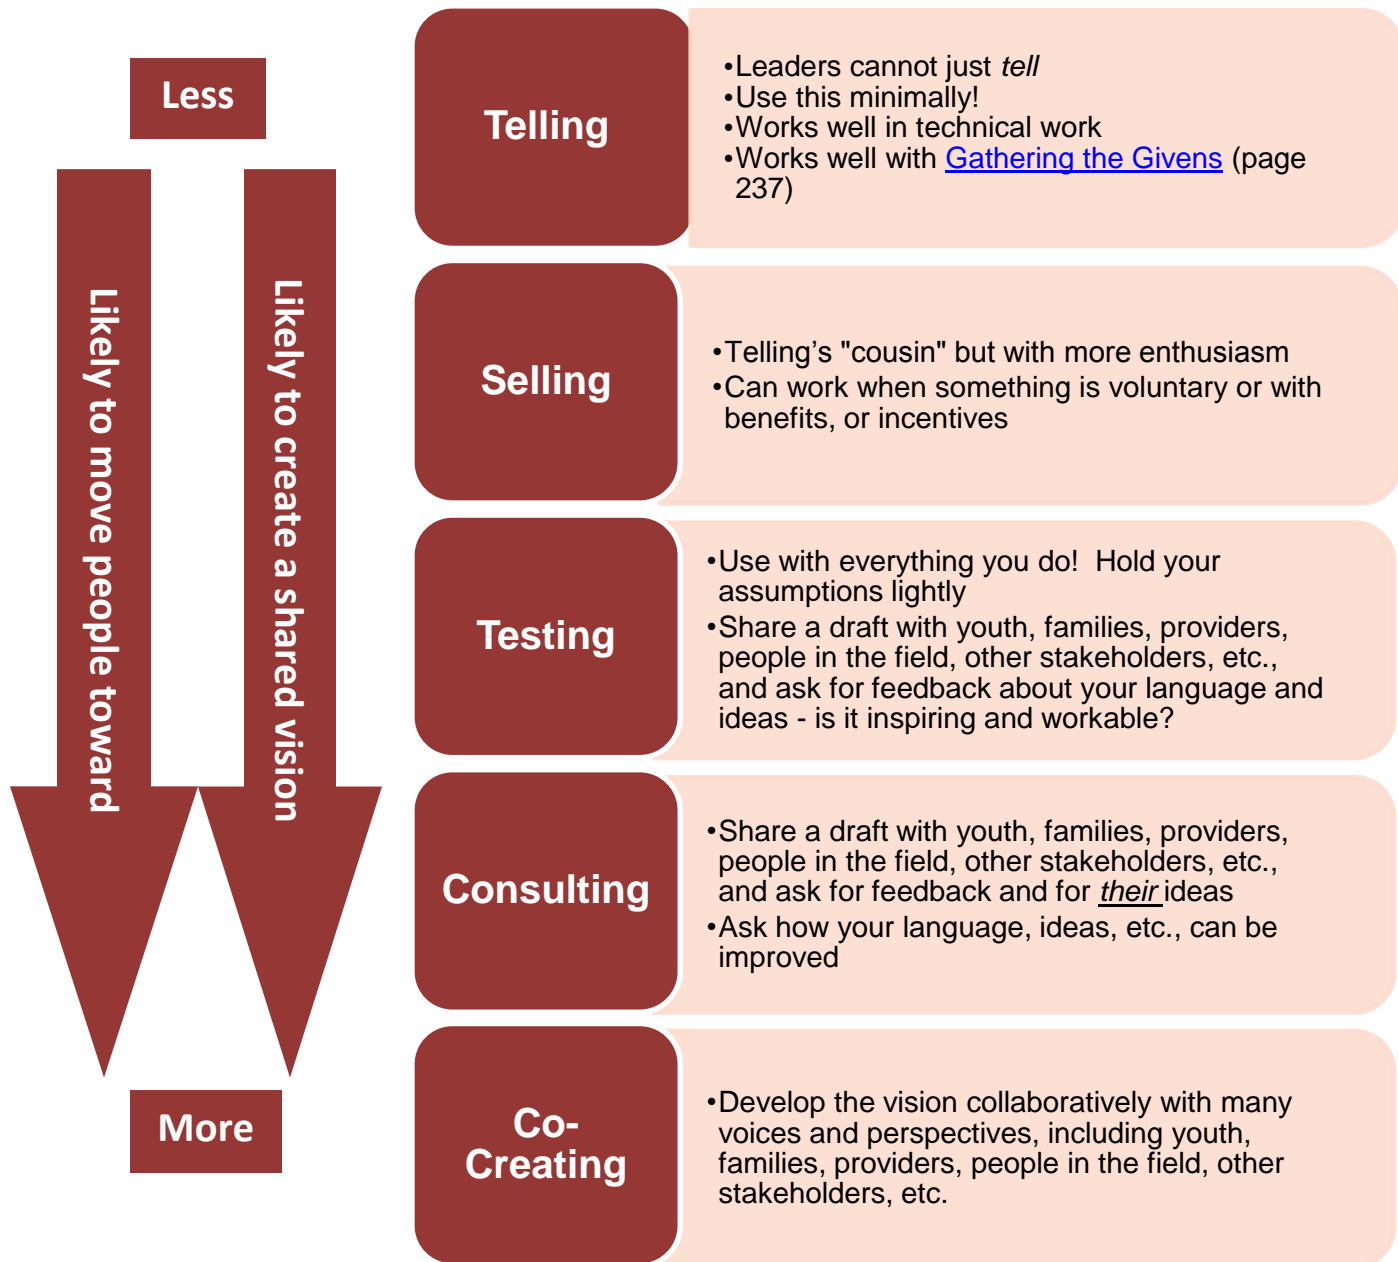 Less
Likely to move people toward
Likely to create a shared vision
More
Telling
•Leaders cannot just tell
•Use this minimally!
•Works well in technical work
•Works well with Gathering the Givens (page
237)
Selling
•Telling’s "cousin" but with more enthusiasm
•Can work when something is voluntary or with
benefits, or incentives
Testing
•Use with everything you do!  Hold your
assumptions lightly
•Share a draft with youth, families, providers,
people in the field, other stakeholders, etc.,
and ask for feedback about your language and
ideas - is it inspiring and workable?
Consulting
•Share a draft with youth, families, providers,
people in the field, other stakeholders, etc.,
and ask for feedback and for their ideas
•Ask how your language, ideas, etc., can be
improved
Co-
Creating
•Develop the vision collaboratively with many
voices and perspectives, including youth,
families, providers, people in the field, other
stakeholders, etc.